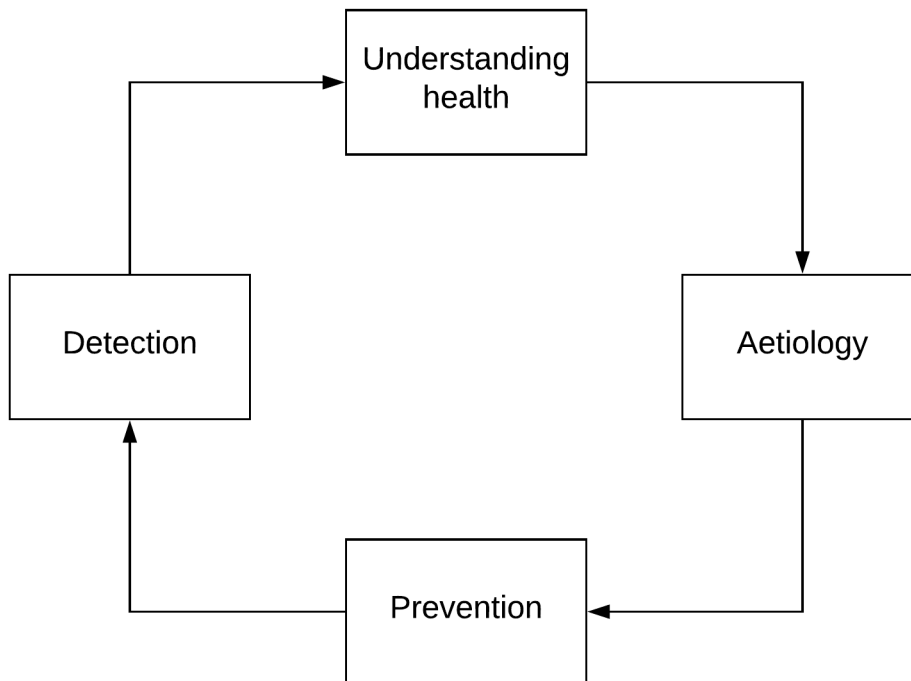 Understanding
health
Detection
Aetiology
Prevention